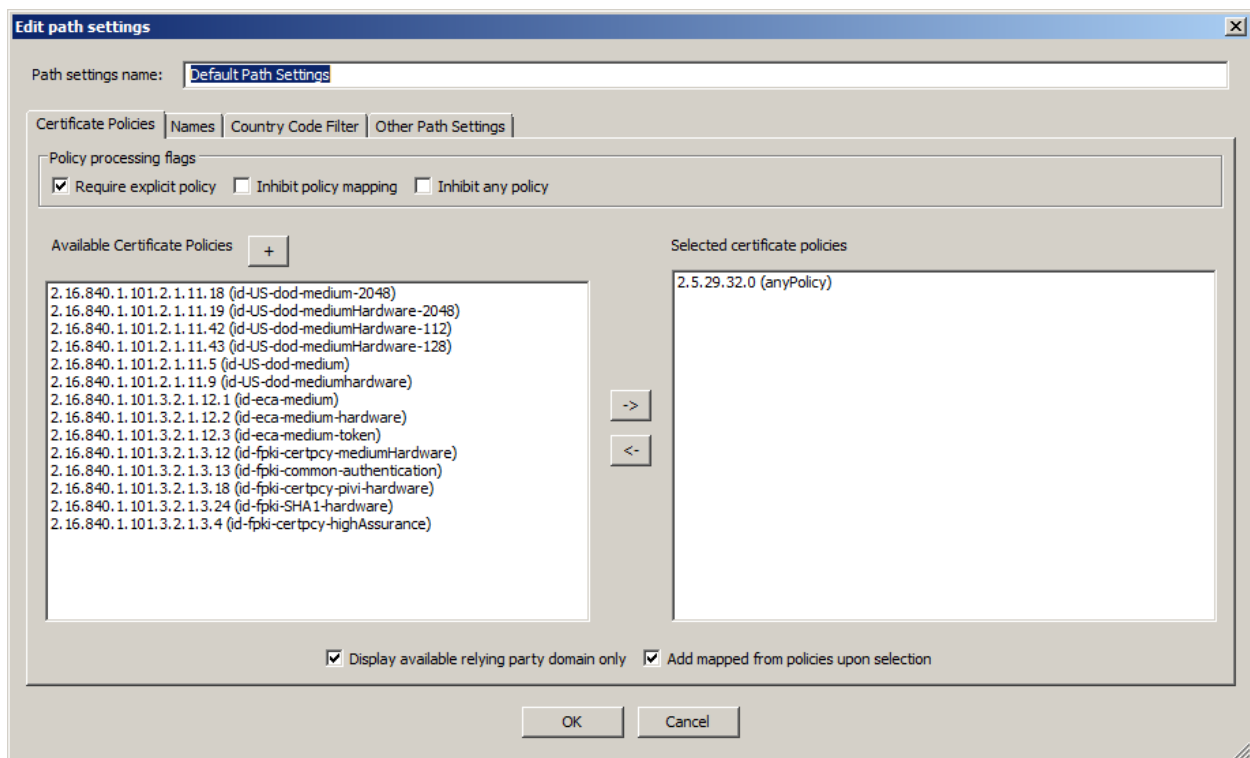 Edit path settings
Path settings name: Default Path Settings
Certificate Policies Names Country Code Filter Other Path Settings
Policy processing flags
Require explicit policy Inhibit policy mapping Inhibit any policy
Available Certificate Policies +
Selected certificate policies
2.16.840.1.101.2.1.11.18 (id-US-dod-medium-2048)
2.16.840.1.101.2.1.11.19 (id-US-dod-mediumHardware-2048)
2.16.840.1.101.2.1.11.42 (id-US-dod-mediumHardware-112)
2.16.840.1.101.2.1.11.43 (id-US-dod-mediumHardware-128)
2.16.840.1.101.2.1.11.5 (id-US-dod-medium)
2.16.840.1.101.2.1.11.9 (id-US-dod-mediumhardware)
2.16.840.1.101.3.2.1.12.1 (id-eca-medium)
2.16.840.1.101.3.2.1.12.2 (id-eca-medium-hardware)
2.16.840.1.101.3.2.1.12.3 (id-eca-medium-token)
2.16.840.1.101.3.2.1.3.12 (id-fpki-certpcy-mediumHardware)
2.16.840.1.101.3.2.1.3.13 (id-fpki-common-authentication)
2.16.840.1.101.3.2.1.3.18 (id-fpki-certpcy-pivi-hardware)
2.16.840.1.101.3.2.1.3.24 (id-fpki-SHA1-hardware)
2.16.840.1.101.3.2.1.3.4 (id-fpki-certpcy-highAssurance)
->
<-
2.5.29.32.0 (anyPolicy)
Display available relying party domain only Add mapped from policies upon selection
OK Cancel